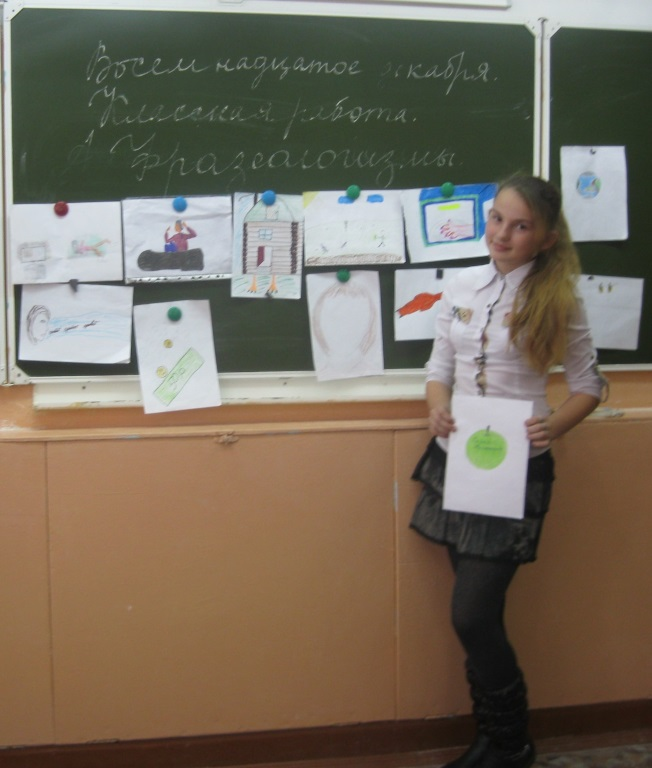 Восемнадцатое декабря.
Классная работа.
Фразеологизмы.